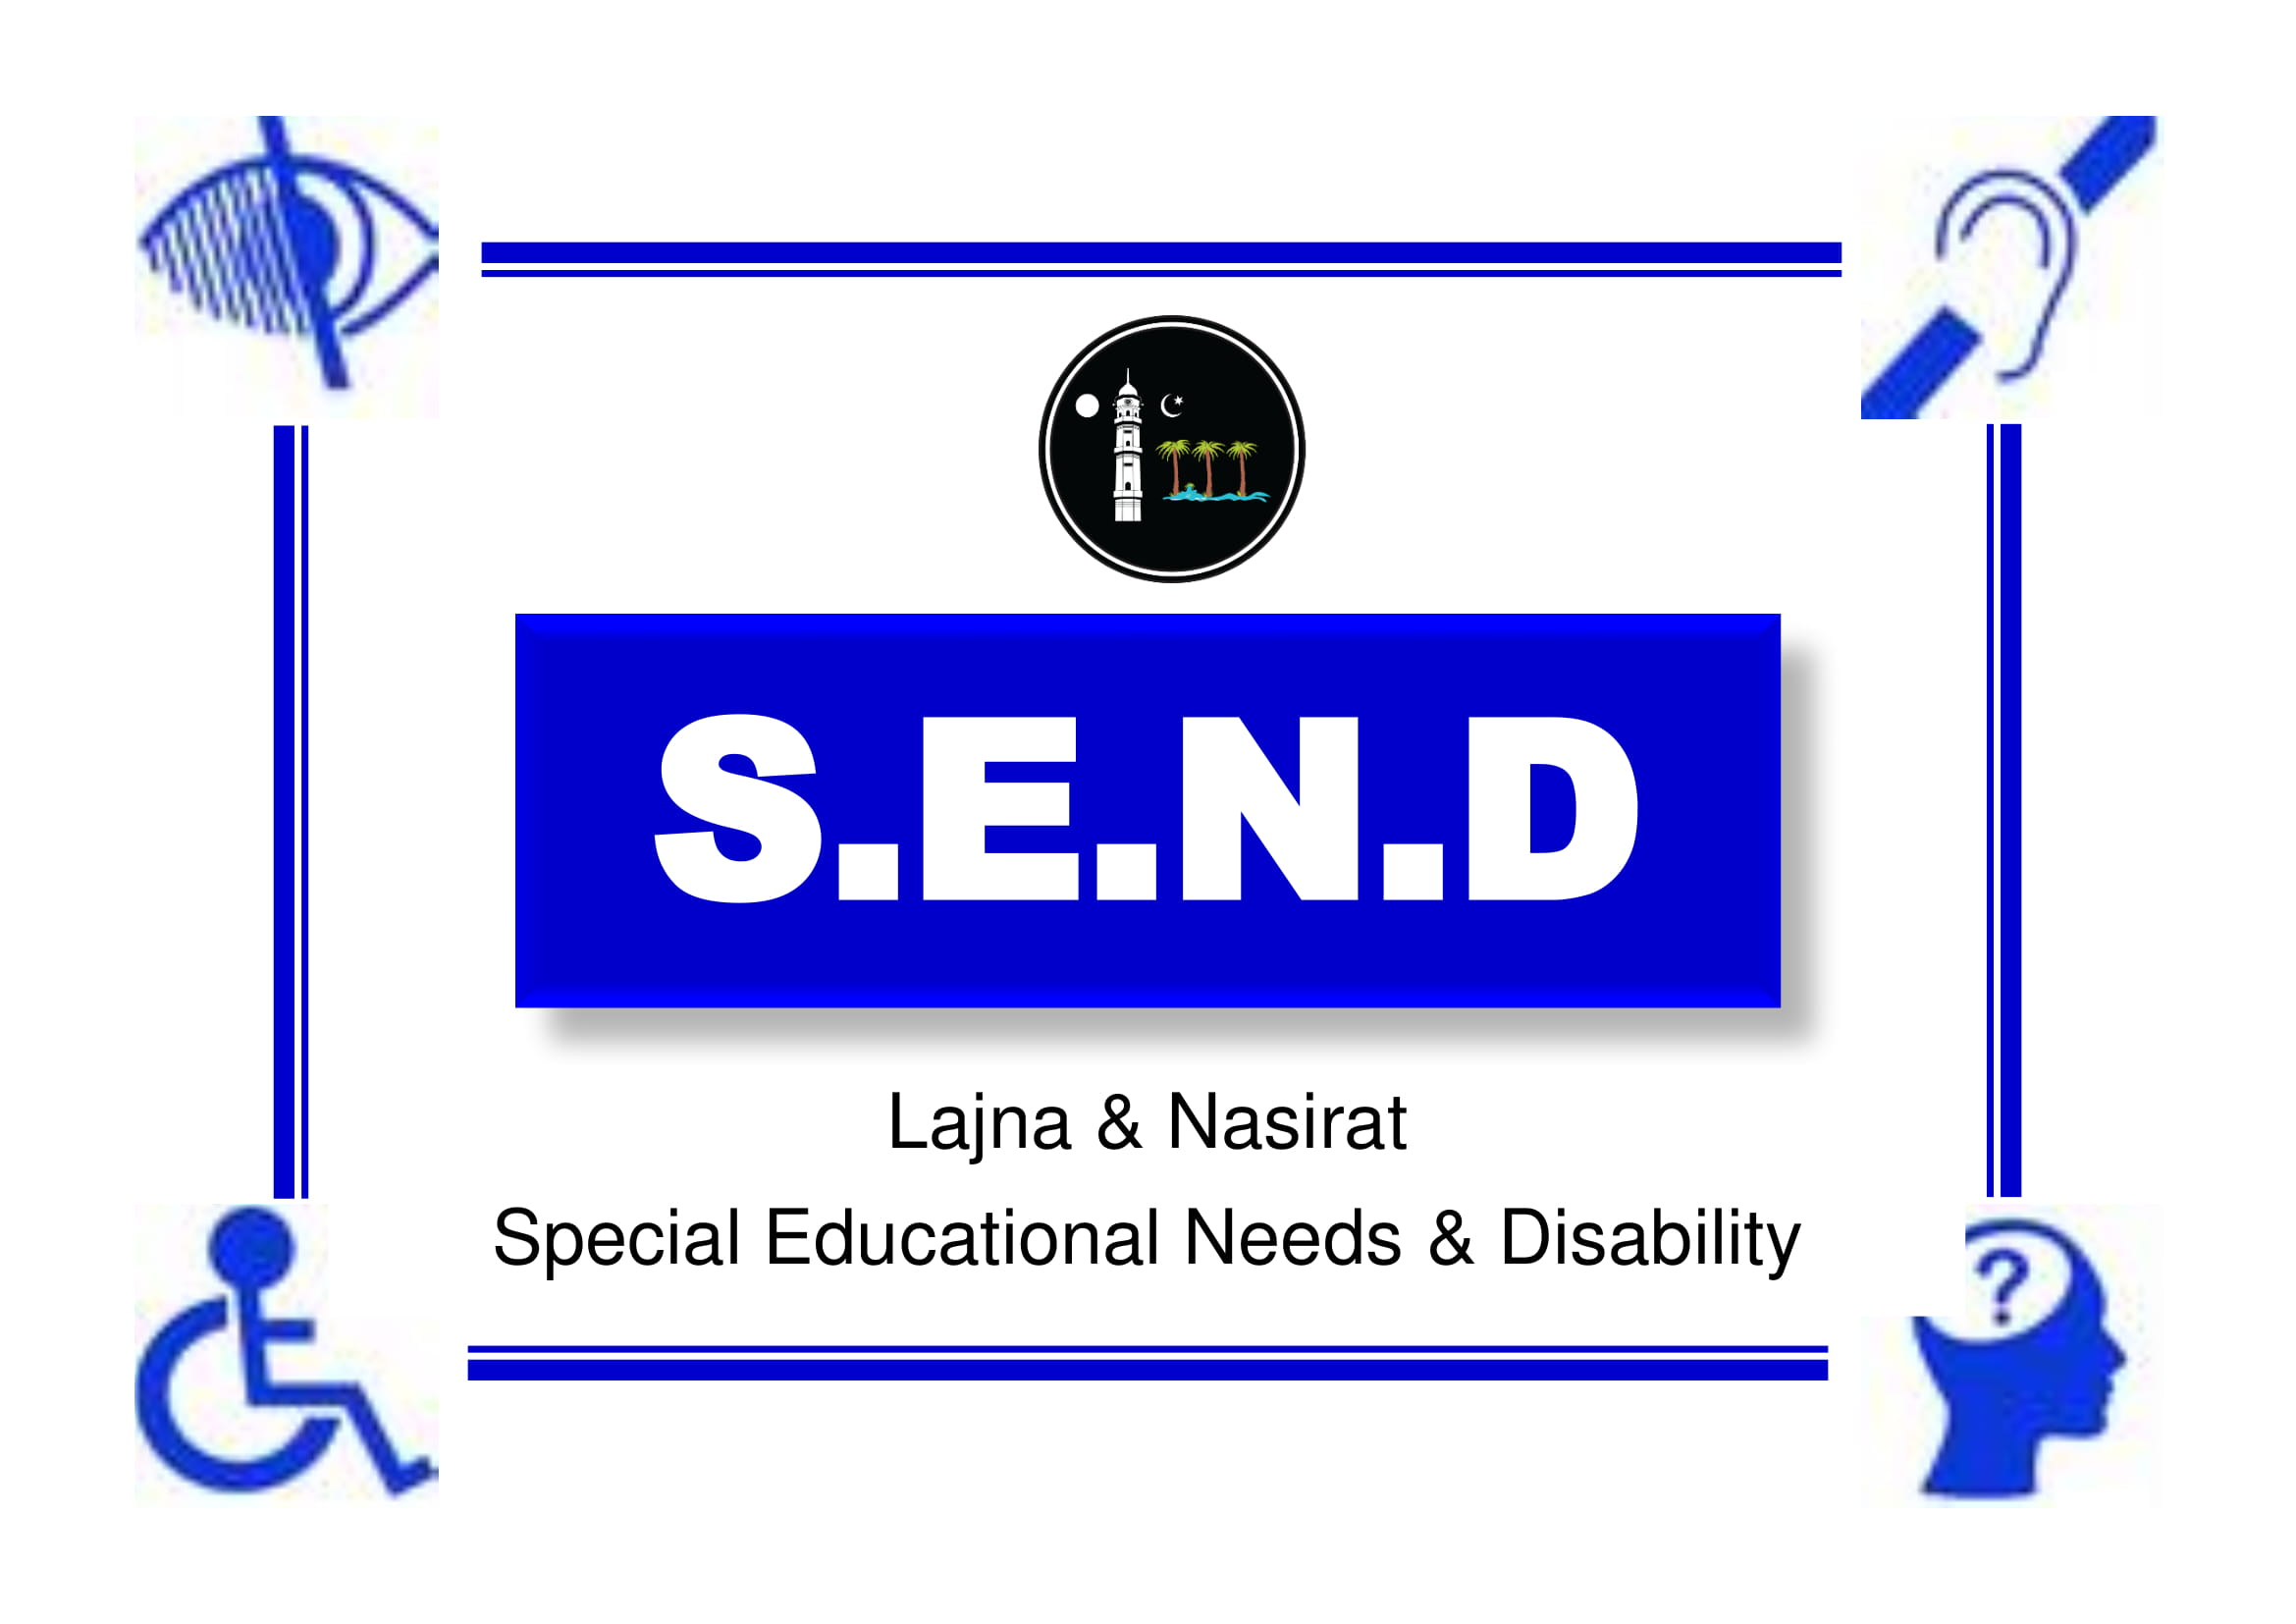 S.E.N.D
Lajna & Nasirat
Special Educational Needs & Disability
?